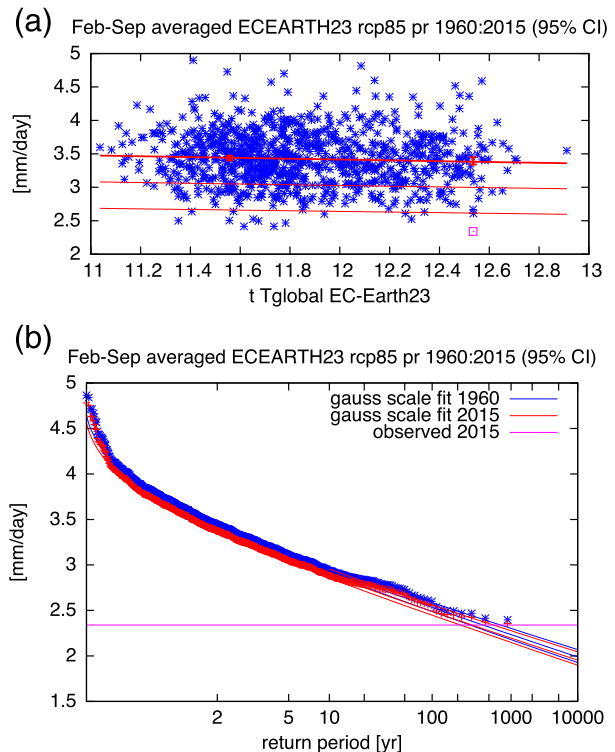 (a)
Feb-Sep averaged ECEARTH23 rcp85 pr 1960:2015 (95% CI)
5
4.5
4
3.5
3
2.5
2
[mm/day]
11 11.2 11.4 11.6 11.8 12 12.2 12.4 12.6 12.8 13
t Tglobal EC-Earth23
(b)
Feb-Sep averaged ECEARTH23 rcp85 pr 1960:2015 (95% CI)
gauss scale fit 1960
gauss scale fit 2015
observed 2015
5
4.5
4
3.5
3
2.5
2
1.5
[mm/day]
2 5 10 100 1000 10000
return period [yr]